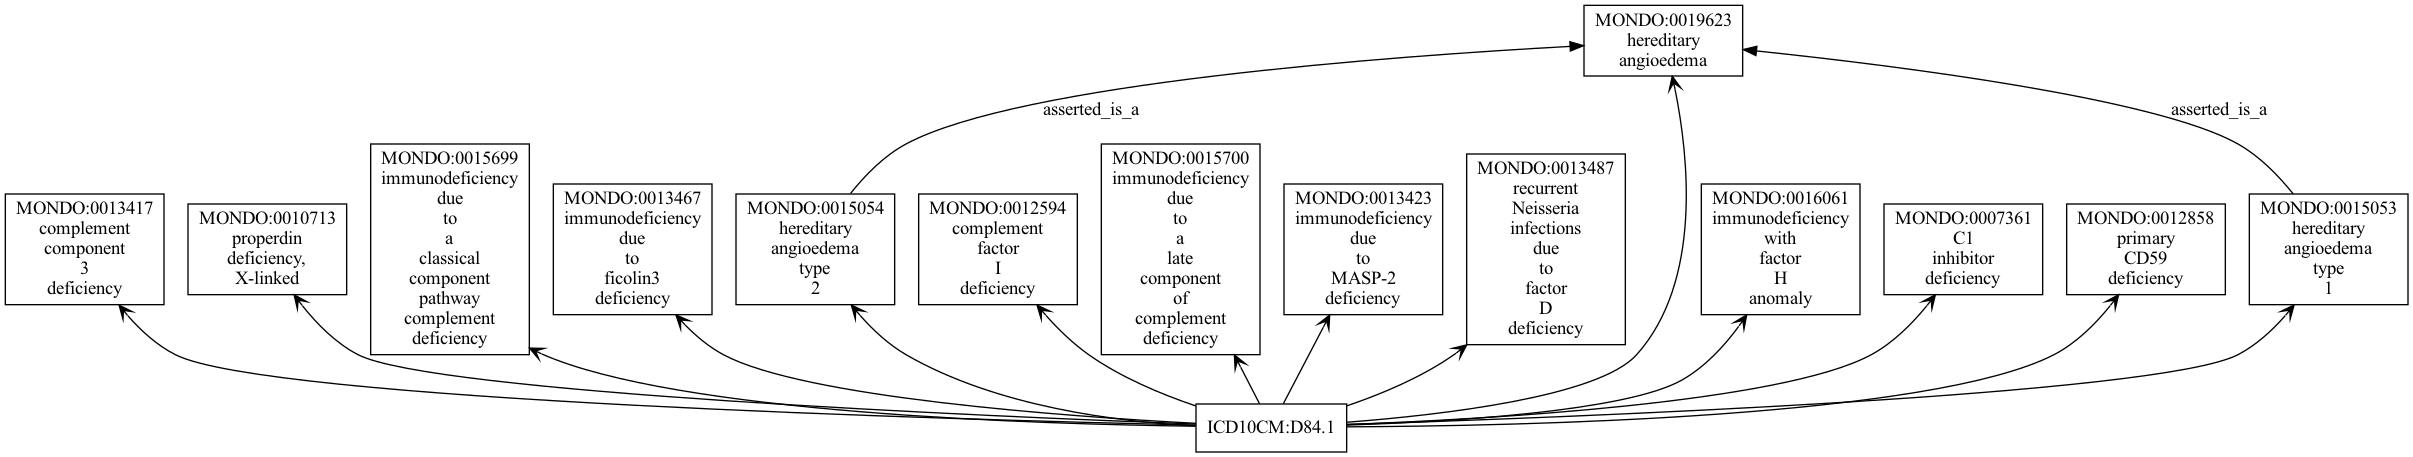 MONDO:0019623
hereditary
angioedema
asserted_is_a
asserted_is_a
MONDO:0013417
complement
component
3
deficiency
MONDO:0010713
properdin
deficiency,
X-linked
MONDO:0015699
immunodeficiency
due
to
a
classical
component
pathway
complement
deficiency
MONDO:0013467
immunodeficiency
due
to
ficolin3
deficiency
MONDO:0015054
hereditary
angioedema
type
2
MONDO:0012594
complement
factor
I
deficiency
MONDO:0015700
immunodeficiency
due
to
a
late
component
of
complement
deficiency
MONDO:0013423
immunodeficiency
due
to
MASP-2
deficiency
MONDO:0013487
recurrent
Neisseria
infections
due
to
factor
D
deficiency
MONDO:0016061
immunodeficiency
with
factor
H
anomaly
MONDO:0007361
C1
inhibitor
deficiency
MONDO:0012858
primary
CD59
deficiency
MONDO:0015053
hereditary
angioedema
type
1
ICD10CM:D84.1